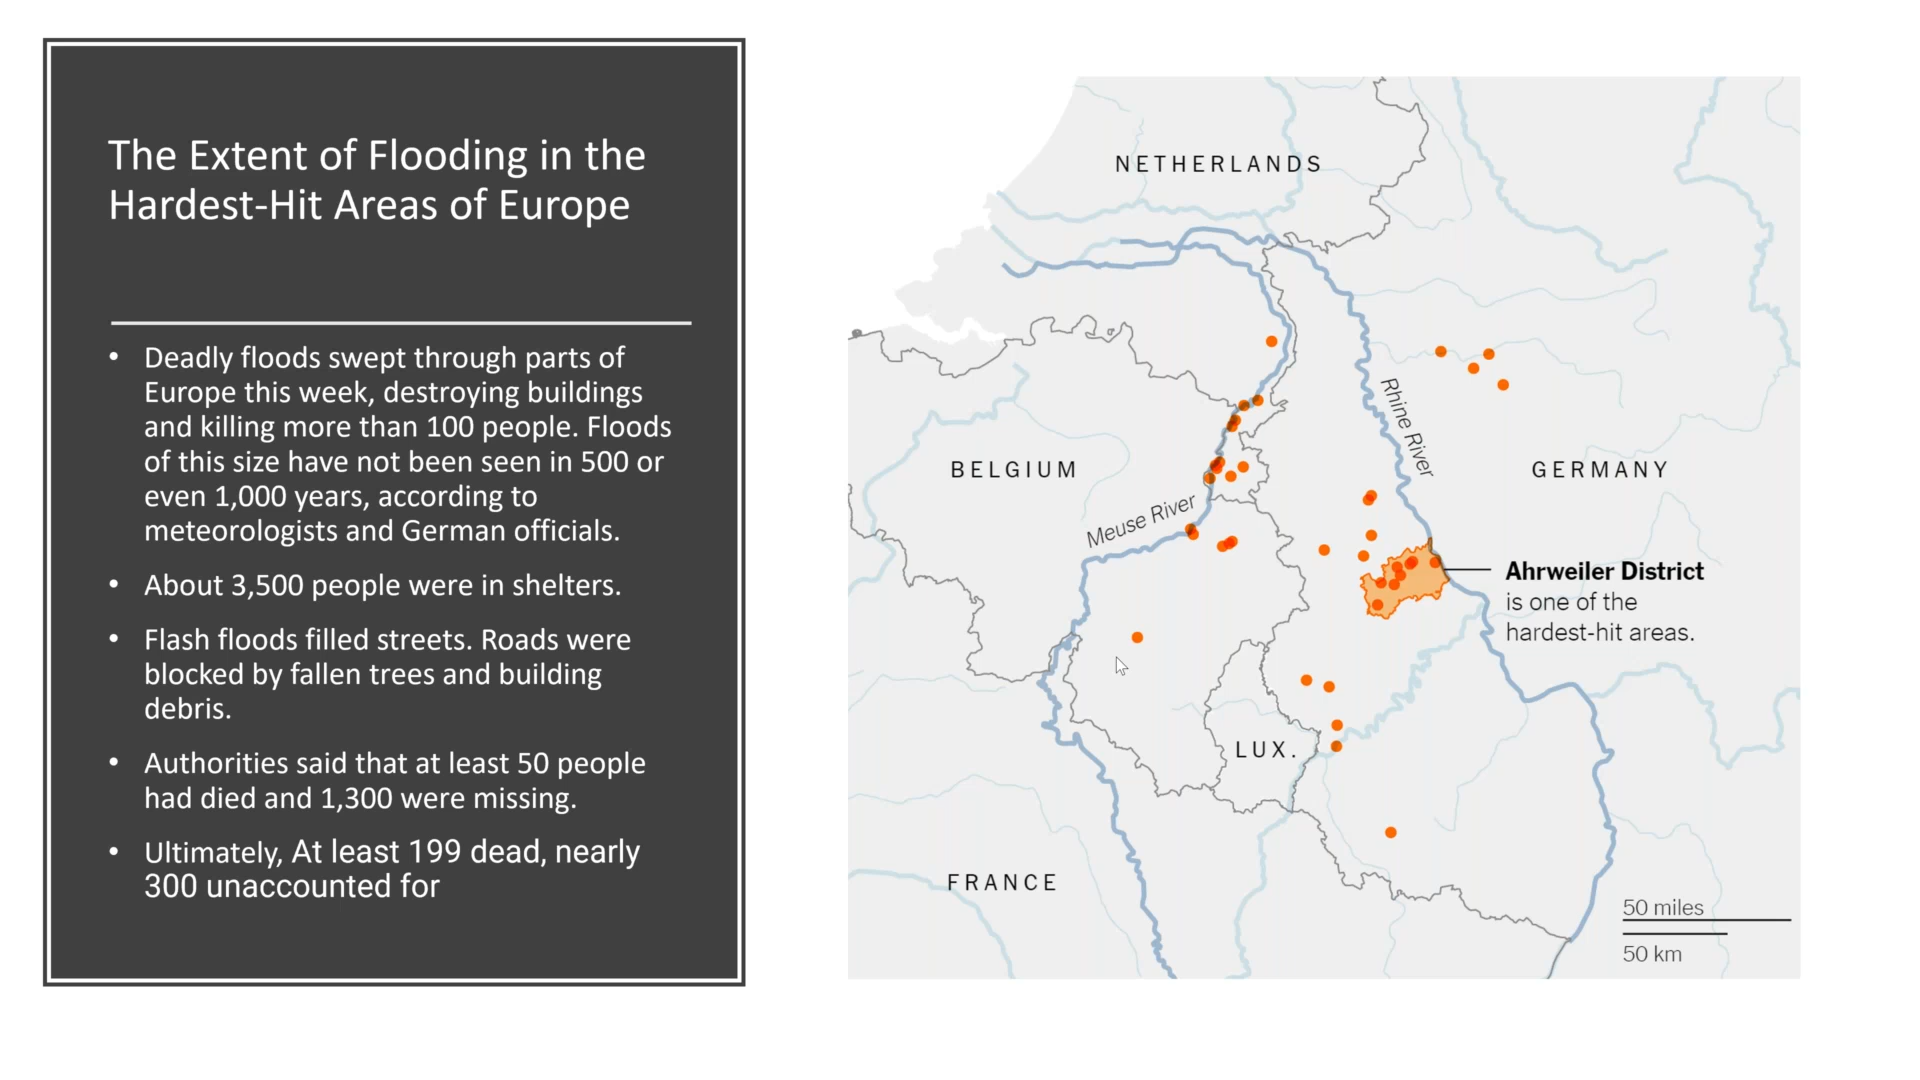 The Extent of Flooding in the
Hardest-Hit Areas of Europe
• Deadly floods swept through parts of
Europe this week, destroying buildings
and killing more than 100 people. Floods
of this size have not been seen in 500 or
even 1,000 years, according to
meteorologists and German officials.
• About 3,500 people were in shelters.
• Flash floods filled streets. Roads were
blocked by fallen trees and building
debris.
• Authorities said that at least 50 people
had died and 1,300 were missing.
• Ultimately, At least 199 dead, nearly
300 unaccounted for
NETHERLANDS
Rhine River
BELGIUM
GERMANY
Meuse River
Ahrweiler District
is one of the
hardest-hit areas.
LUX.
FRANCE
50 miles
50 km